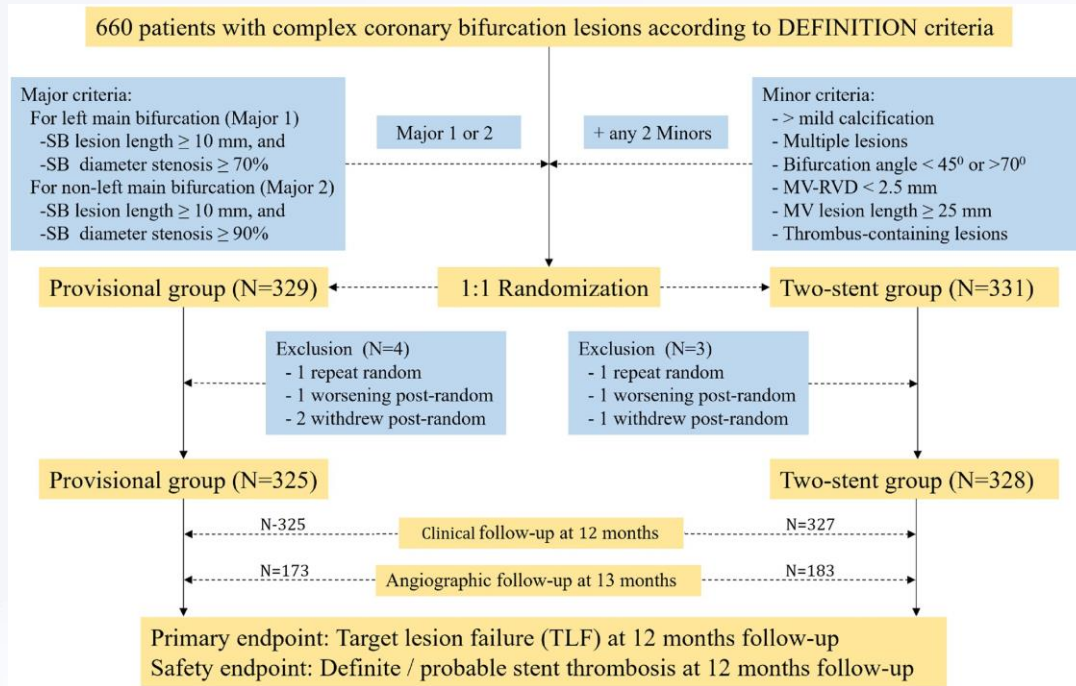 660 patients with complex coronary bifurcation lesions according to DEFINITION criteria
Major criteria:
For left main bifurcation (Major 1)
-SB lesion length ≥ 10 mm, and
-SB diameter stenosis ≥ 70%
For non-left main bifurcation (Major 2)
-SB lesion length ≥ 10 mm, and
-SB diameter stenosis ≥ 90%
Major 1 or 2
+ any 2 Minors
Minor criteria:
- > mild calcification
- Multiple lesions
- Bifurcation angle < 45⁰ or >70⁰
- MV-RVD < 2.5 mm
- MV lesion length ≥ 25 mm
- Thrombus-containing lesions
Provisional group (N=329)
1:1 Randomization
Two-stent group (N=331)
Exclusion (N=4)
- 1 repeat random
- 1 worsening post-random
- 2 withdrew post-random
Exclusion (N=3)
- 1 repeat random
- 1 worsening post-random
- 1 withdrew post-random
Provisional group (N=325)
Two-stent group (N=328)
N-325
Clinical follow-up at 12 months
N=327
N=173
Angiographic follow-up at 13 months
N=183
Primary endpoint: Target lesion failure (TLF) at 12 months follow-up
Safety endpoint: Definite / probable stent thrombosis at 12 months follow-up